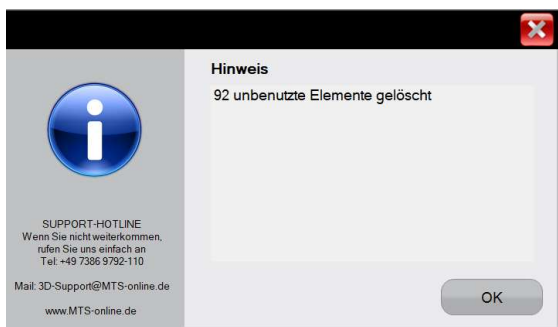 Hinweis
92 unbenutzte Elemente gelöscht
SUPPORT-HOTLINE
Wenn Sie nicht weiterkommen,
rufen Sie uns einfach an
Tel: +49 7386 9792-110
Mail: 3D-Support@MTS-online.de
www.MTS-online.de
OK